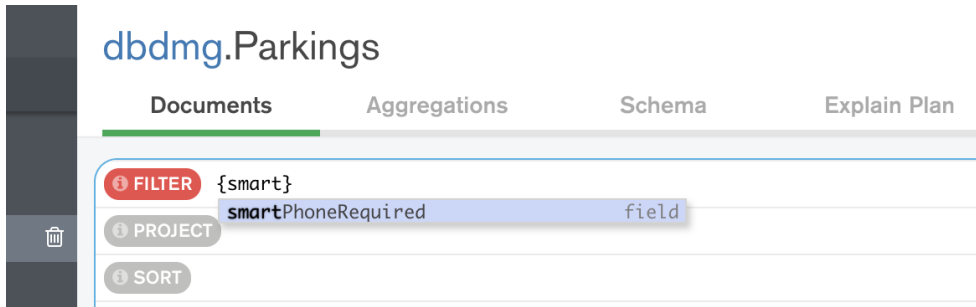 dbdmg.Parkings
Documents Aggregations Schema Explain Plan
FILTER {smart}
smartPhoneRequired field
PROJECT
SORT